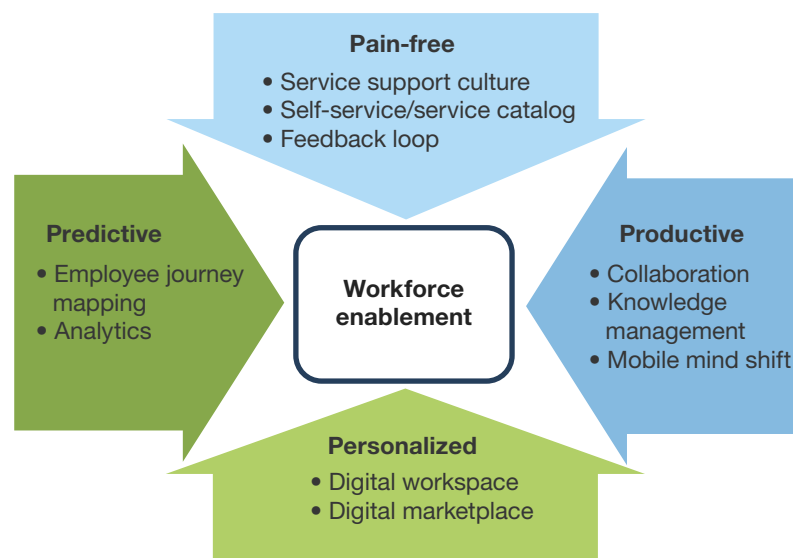 Pain-free
• Service support culture
• Self-service/service catalog
• Feedback loop
Predictive
• Employee journey
mapping
• Analytics
Workforce
enablement
Productive
• Collaboration
• Knowledge
management
• Mobile mind shift
Personalized
• Digital workspace
• Digital marketplace